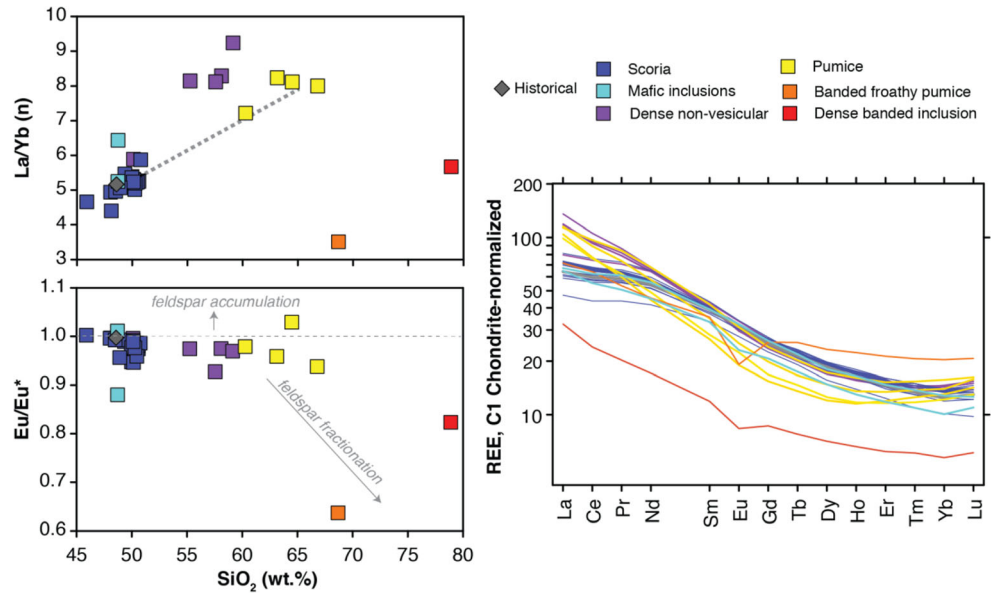 10
9
8
7
6
5
4
3
La/Yb (n)
1.1
1.0
0.9
0.8
0.7
0.6
Eu/Eu*
feldspar accumulation
feldspar fractionation
45 50 55 60 65 70 75 80
SiO2 (wt.%)
Historical
Scoria
Mafic inclusions
Dense non-vesicular
Pumice
Banded froathy pumice
Dense banded inclusion
200
100
50
40
30
20
10
REE, C1 Chondrite-normalized
La Ce Pr Nd Sm Eu Gd Tb Dy Ho Er Tm Yb Lu